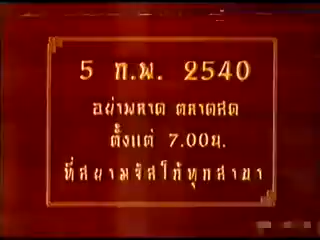 5 ก.พ. 2540
อย่าพลาด ตลาดสด
ตั้งแต่ 7.00น.
ที่สยามจัสโก้ทุกสาขา